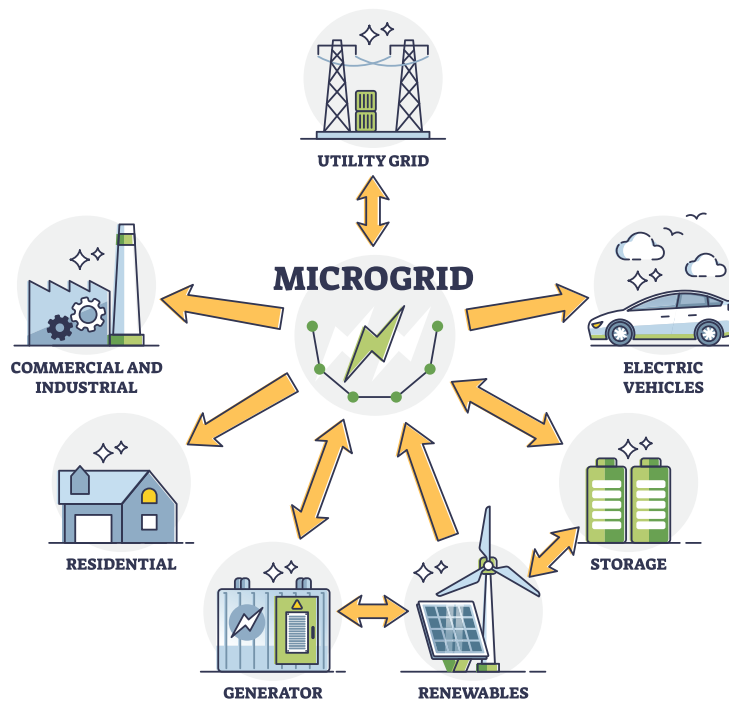 UTILITY GRID
MICROGRID
COMMERCIAL AND
INDUSTRIAL
ELECTRIC
VEHICLES
RESIDENTIAL
STORAGE
GENERATOR
RENEWABLES